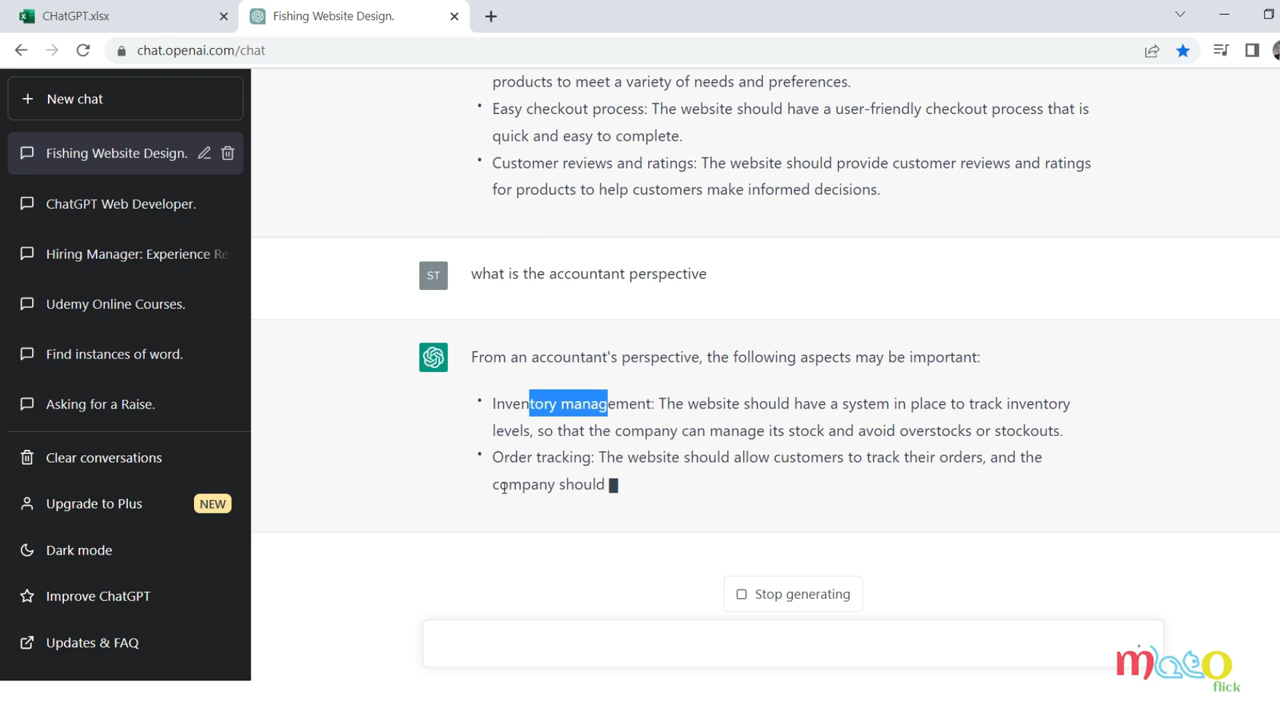 CHatGPT.xlsx
Fishing Website Design.
chat.openai.com/chat
New chat
Fishing Website Design.
ChatGPT Web Developer.
Hiring Manager: Experience Re
Udemy Online Courses.
Find instances of word.
Asking for a Raise.
Clear conversations
Upgrade to Plus NEW
Dark mode
Improve ChatGPT
Updates & FAQ
products to meet a variety of needs and preferences.
• Easy checkout process: The website should have a user-friendly checkout process that is
quick and easy to complete.
• Customer reviews and ratings: The website should provide customer reviews and ratings
for products to help customers make informed decisions.
ST what is the accountant perspective
From an accountant's perspective, the following aspects may be important:
• Inventory management: The website should have a system in place to track inventory
levels, so that the company can manage its stock and avoid overstocks or stockouts.
• Order tracking: The website should allow customers to track their orders, and the
company should
Stop generating
flick